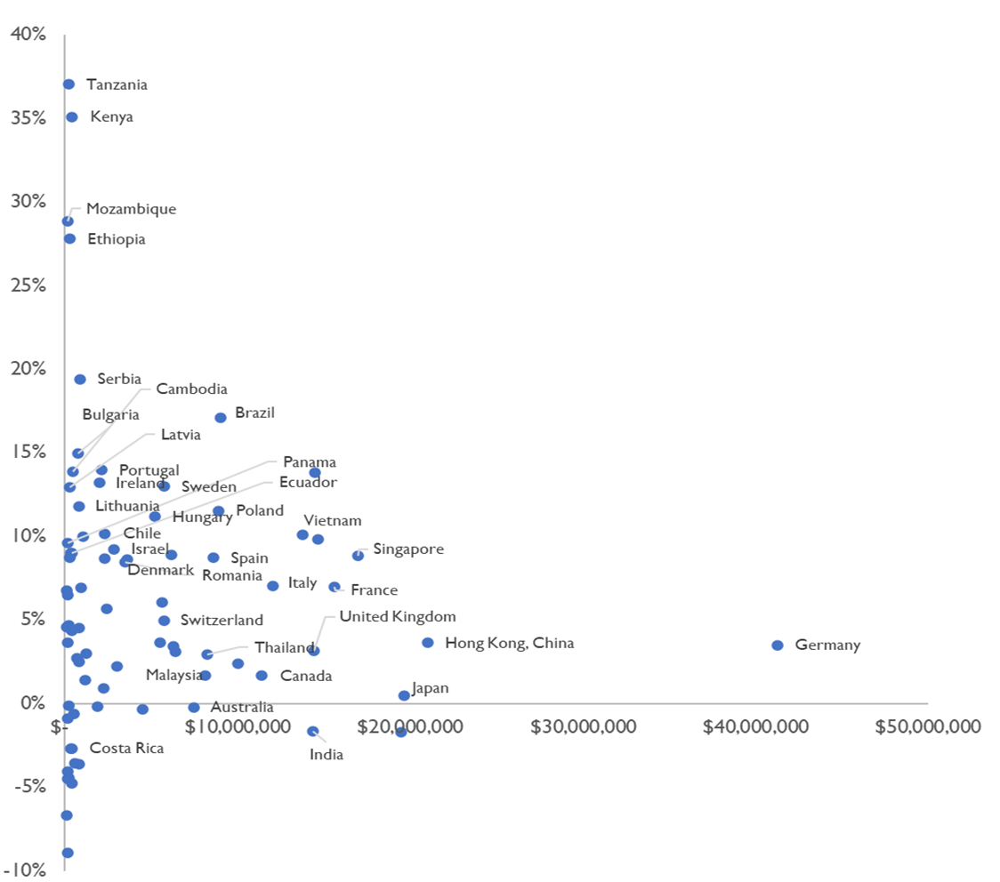 40%
Tanzania
35%
Kenya
30%
Mozambique
Ethiopia
25%
20%
Serbia
Cambodia
Bulgaria
Brazil
Latvia
15%
Panama
Portugal
Ireland
Ecuador
Sweden
Lithuania
Poland
Hungary
Vietnam
10%
Chile
Israel
Singapore
Spain
Denmark
Romania
Italy
France
5%
Switzerland
United Kingdom
Hong Kong, China
Germany
Thailand
Malaysia
Canada
Japan
0%
Australia
$-
$10,000,000
$20,000,000
$30,000,000
$40,000,000
$50,000,000
Costa Rica
India
-5%
-10%